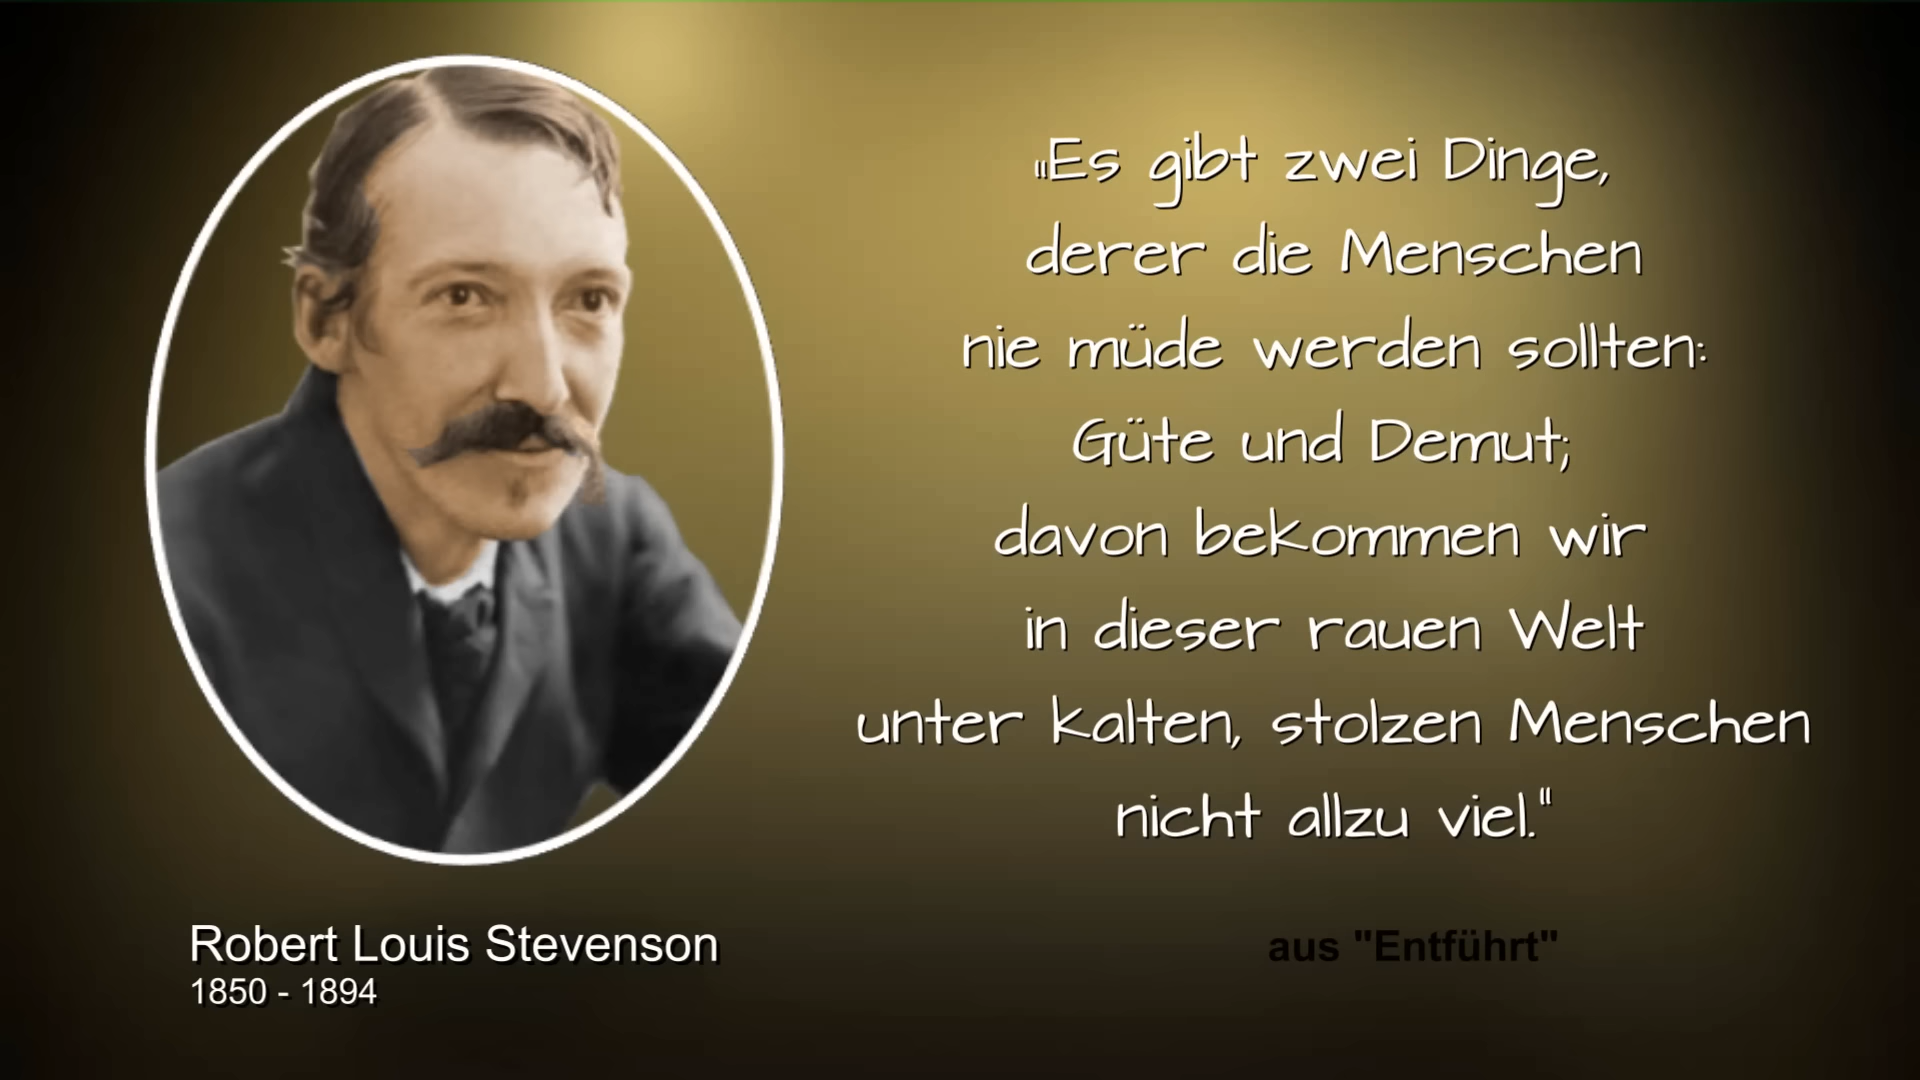 „Es gibt zwei Dinge,
derer die Menschen
nie müde werden sollten:
Güte und Demut;
davon bekommen wir
in dieser rauen Welt
unter kalten, stolzen Menschen
nicht allzu viel."
aus "Entführt"
Robert Louis Stevenson
1850 - 1894